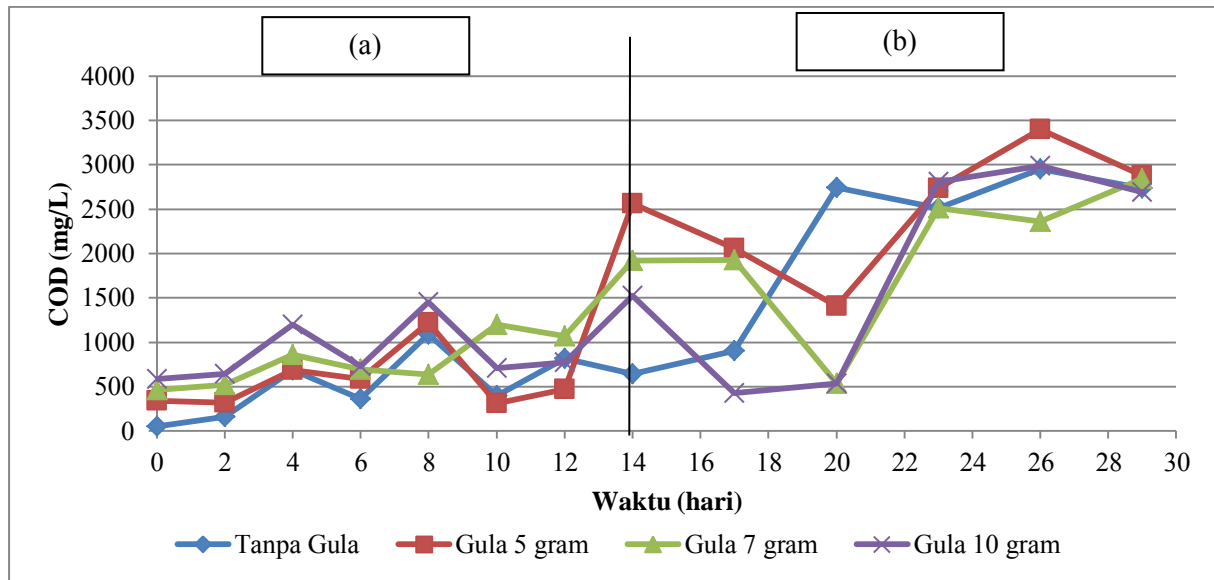 (a)
(b)
COD (mg/L)
4000
3500
3000
2500
2000
1500
1000
500
0
0 2 4 6 8 10 12 14 16 18 20 22 24 26 28 30
Waktu (hari)
Tanpa Gula Gula 5 gram Gula 7 gram Gula 10 gram